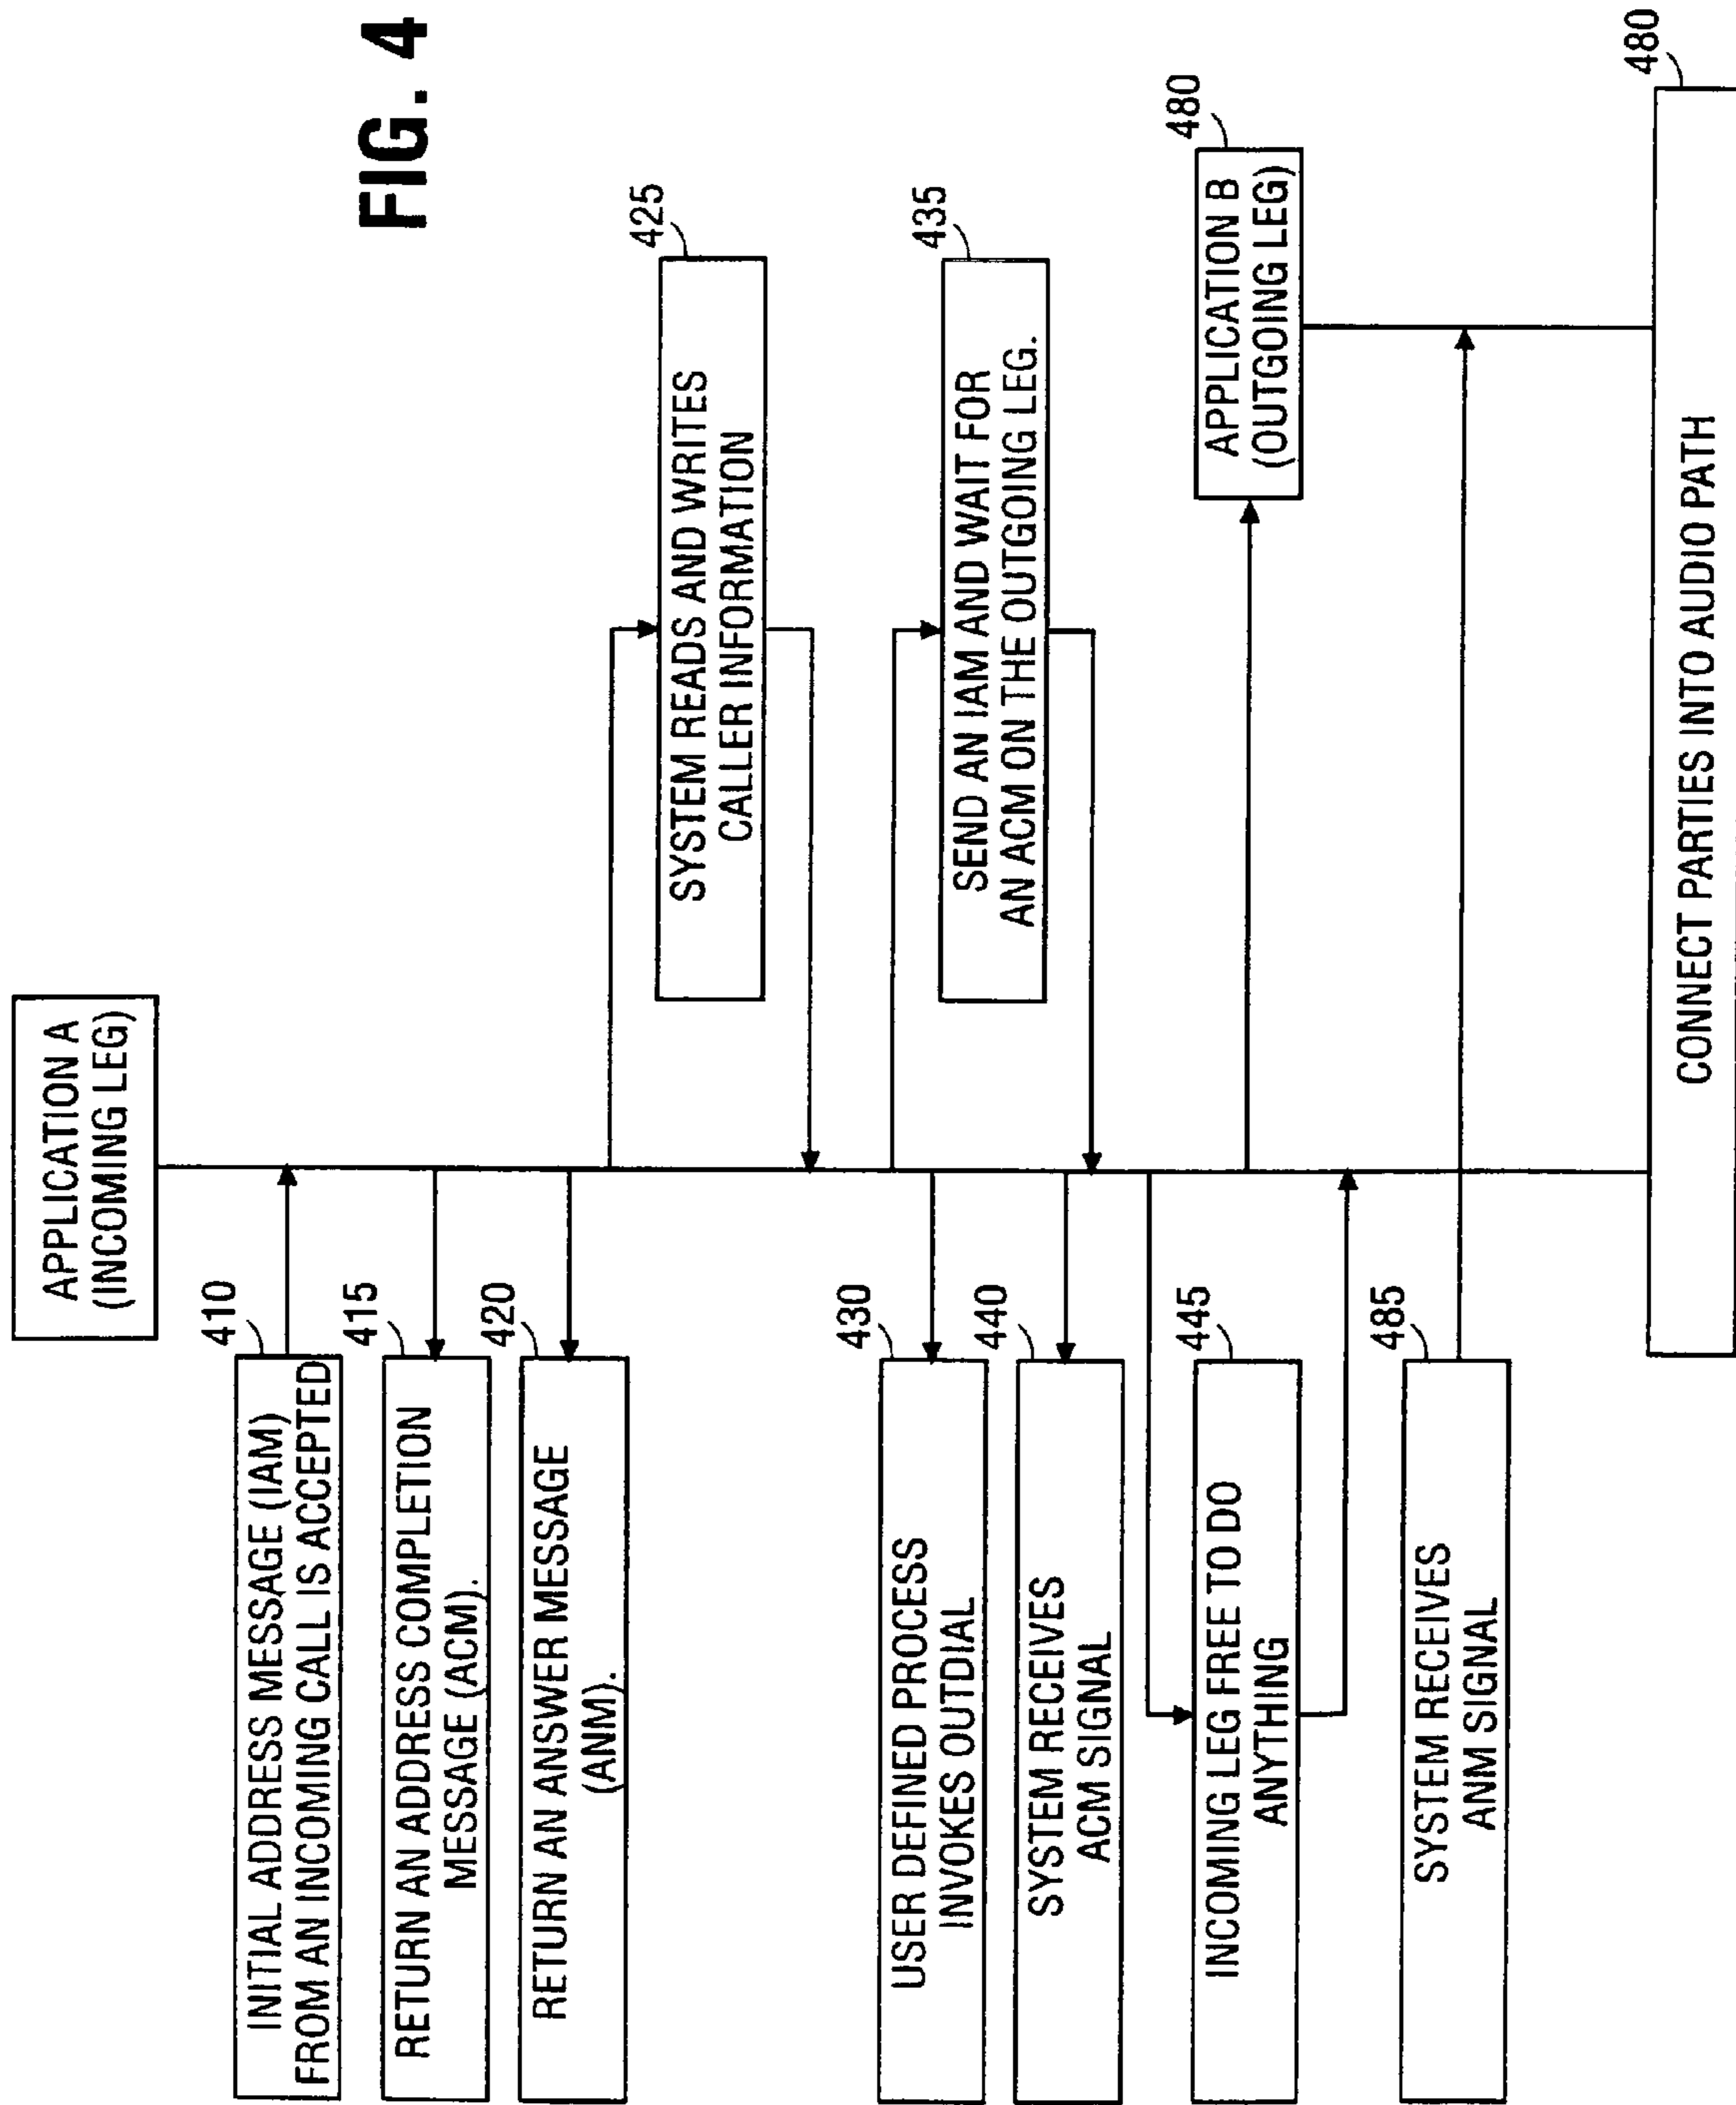 FIG. 4
APPLICATION A
(INCOMING LEG)
410
INITIAL ADDRESS MESSAGE (IAM)
FROM AN INCOMING CALL IS ACCEPTED
415
RETURN AN ADDRESS COMPLETION
MESSAGE (ACM).
420
RETURN AN ANSWER MESSAGE
(ANM).
425
SYSTEM READS AND WRITES
CALLER INFORMATION
430
USER DEFINED PROCESS
INVOKES OUTDIAL
435
SEND AN IAM AND WAIT FOR
AN ACM ON THE OUTGOING LEG.
440
SYSTEM RECEIVES
ACM SIGNAL
445
INCOMING LEG FREE TO DO
ANYTHING
480
APPLICATION B
(OUTGOING LEG)
485
SYSTEM RECEIVES
ANM SIGNAL
480
CONNECT PARTIES INTO AUDIO PATH